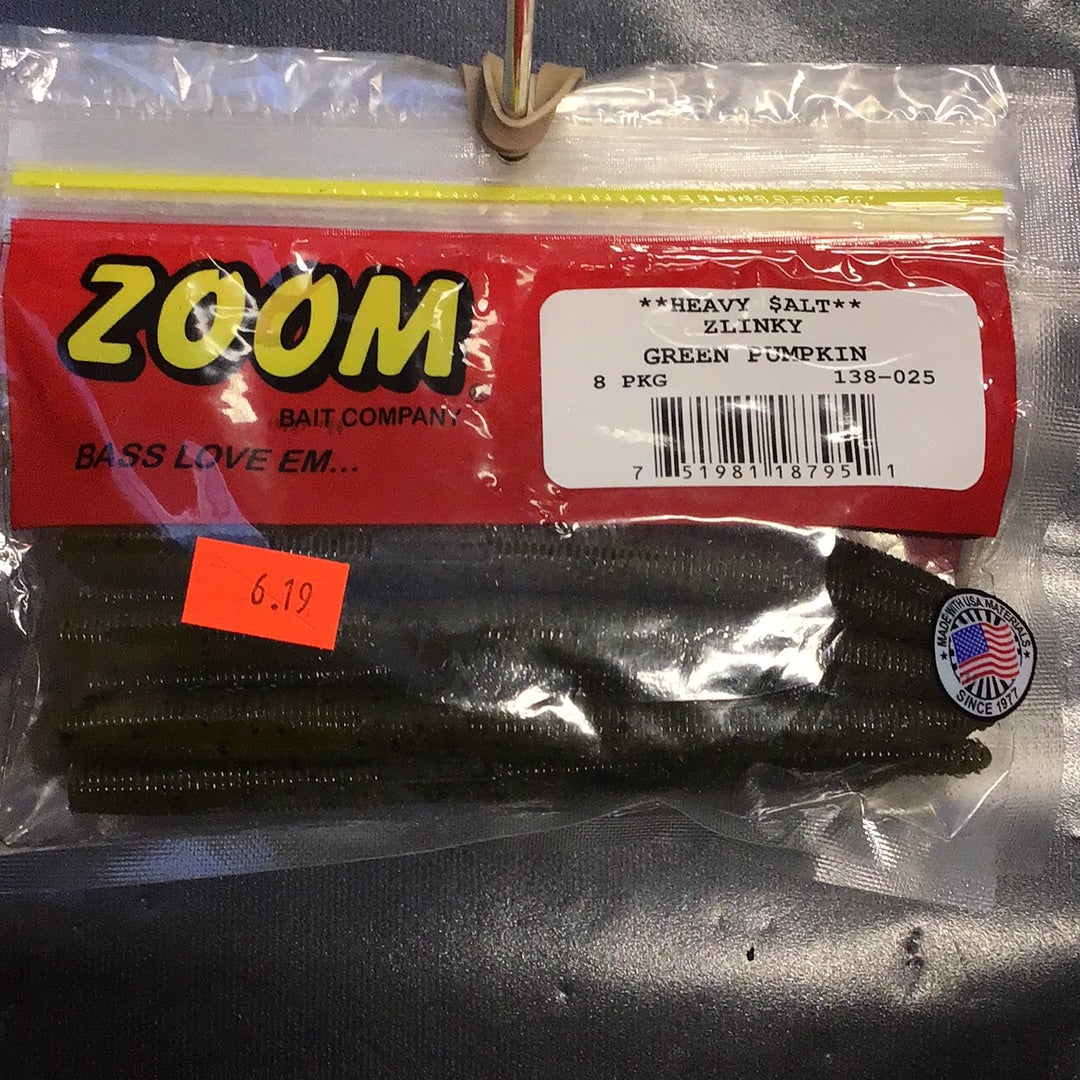 ZOOM
BAIT COMPANY
BASS LOVE EM...
**HEAVY $ALT**
ZLINKY
GREEN PUMPKIN
8 PKG 138-025
7 51981 18795 1
6.19
★ MADE WITH USA MATERIALS ★
SINCE 1977